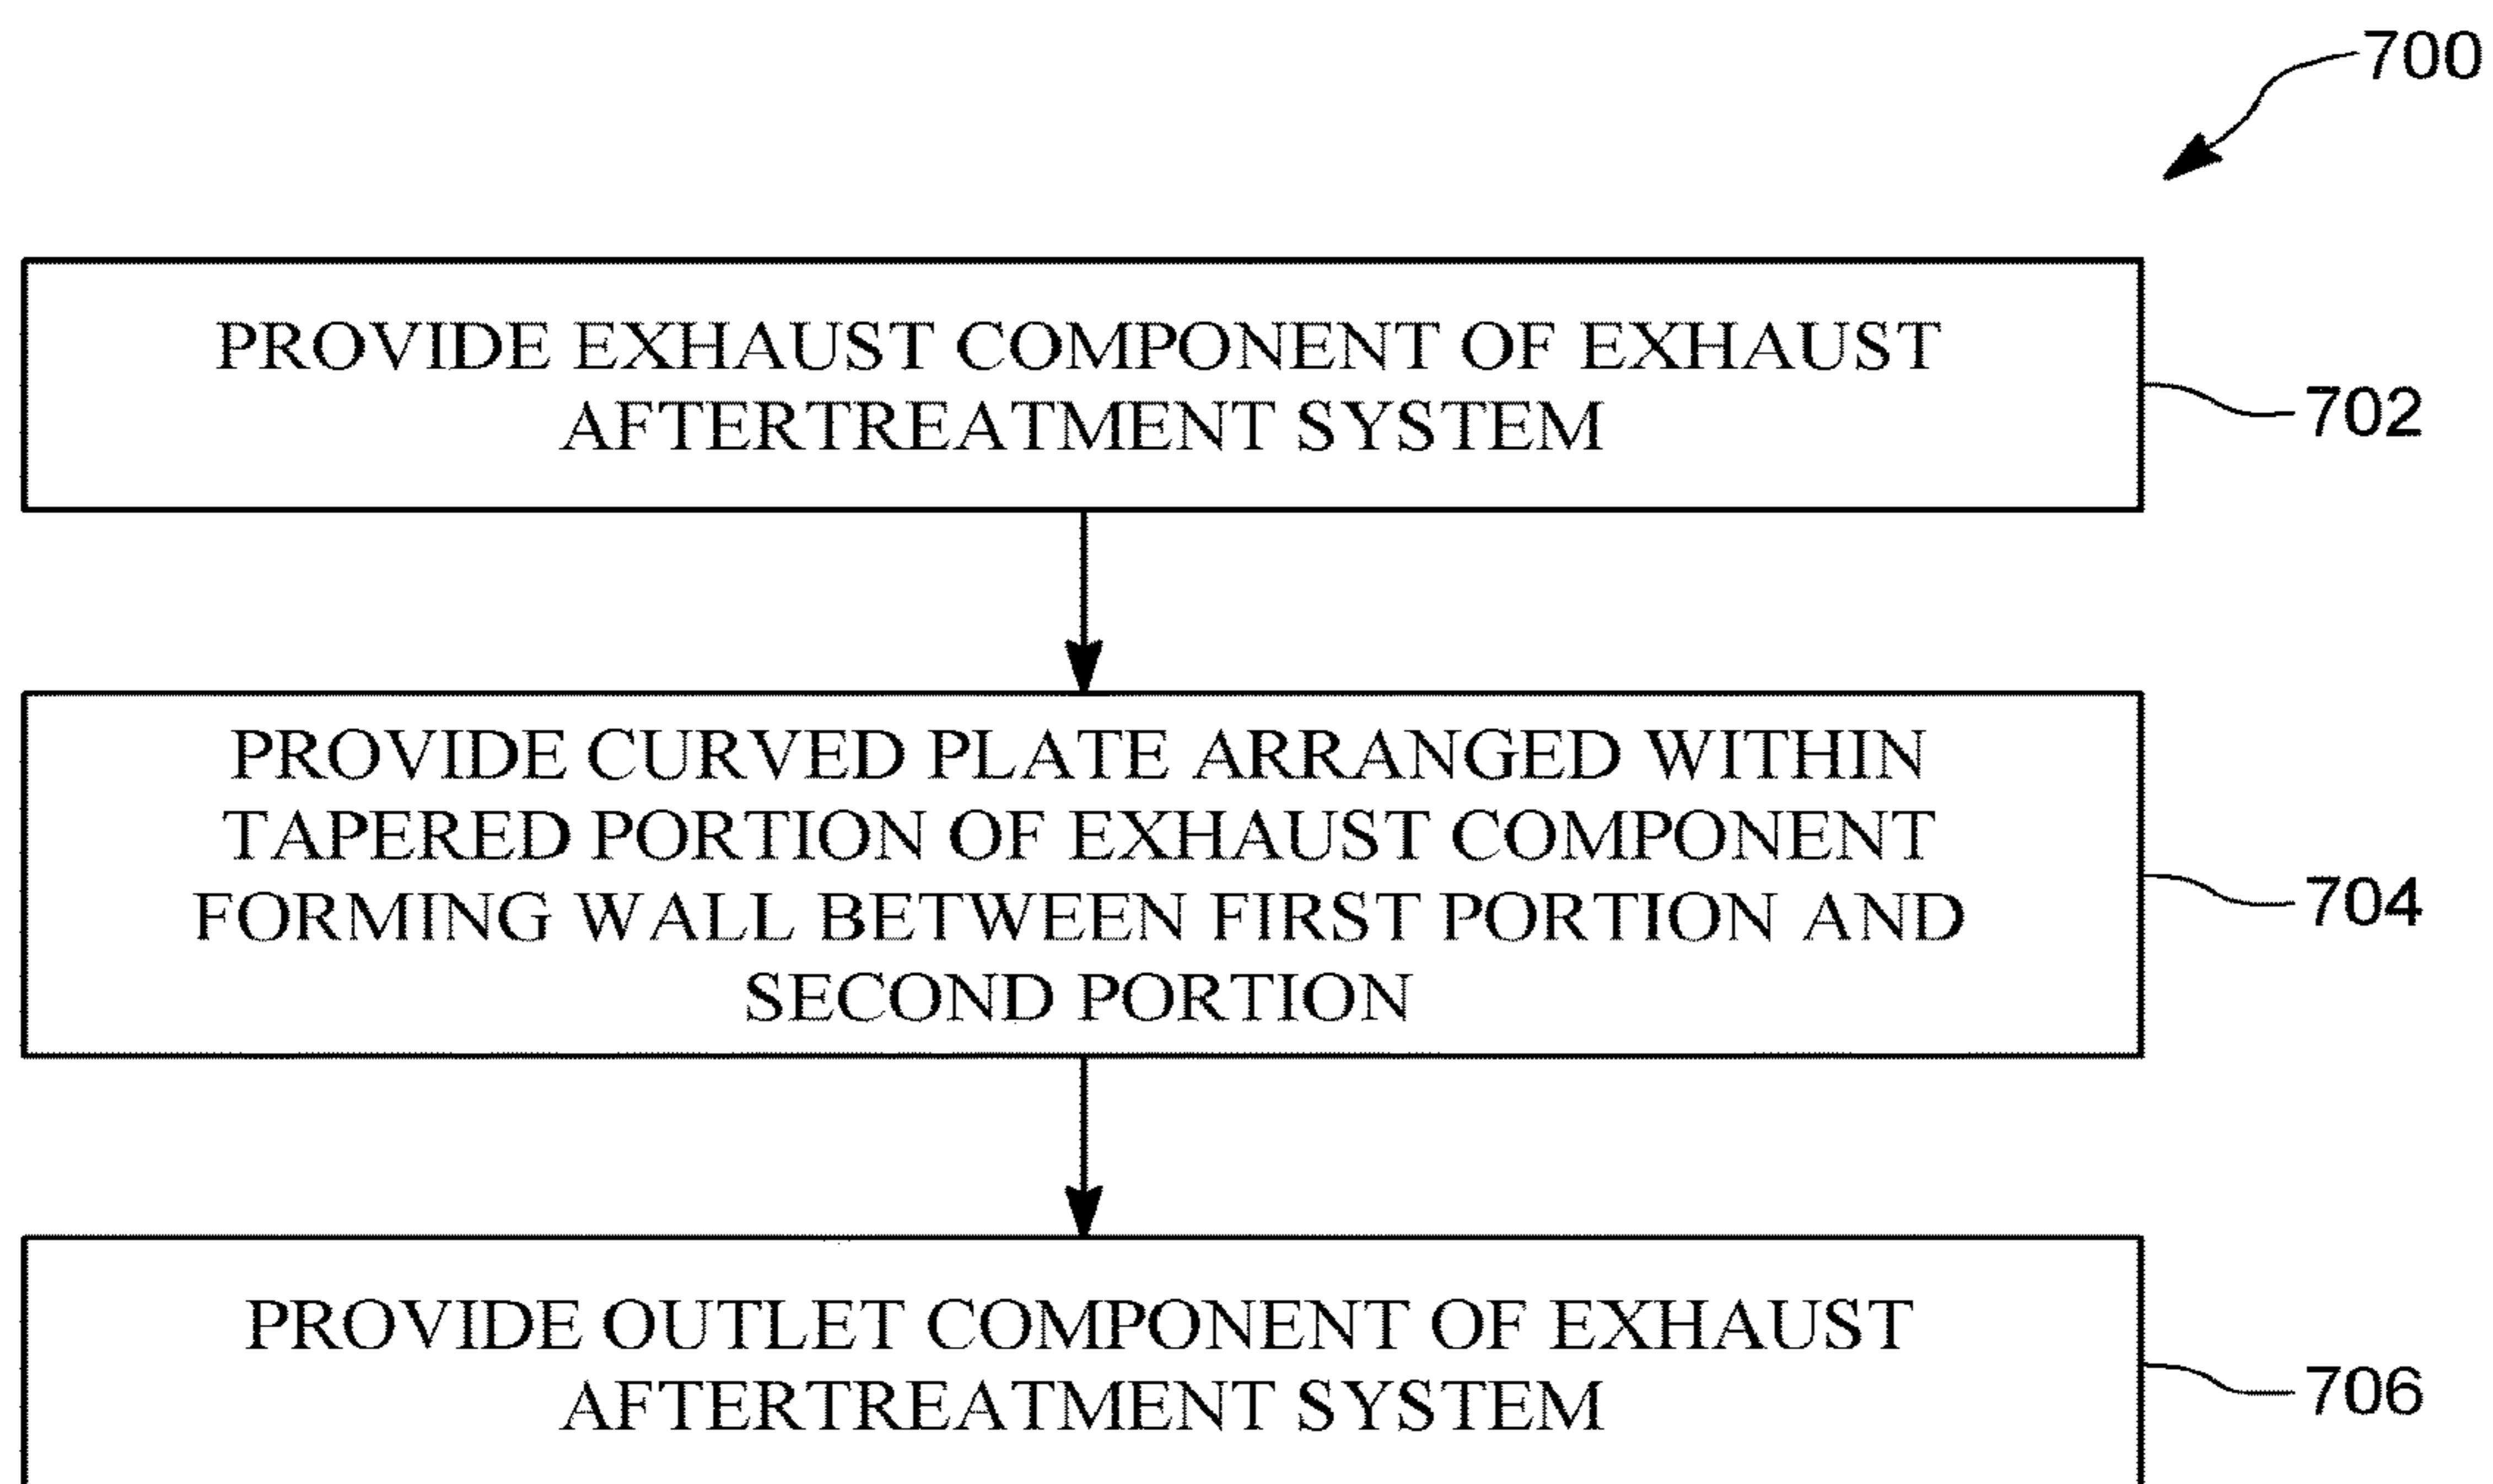 700
PROVIDE EXHAUST COMPONENT OF EXHAUST
AFTERTREATMENT SYSTEM
702
PROVIDE CURVED PLATE ARRANGED WITHIN
TAPERED PORTION OF EXHAUST COMPONENT
FORMING WALL BETWEEN FIRST PORTION AND
SECOND PORTION
704
PROVIDE OUTLET COMPONENT OF EXHAUST
AFTERTREATMENT SYSTEM
706